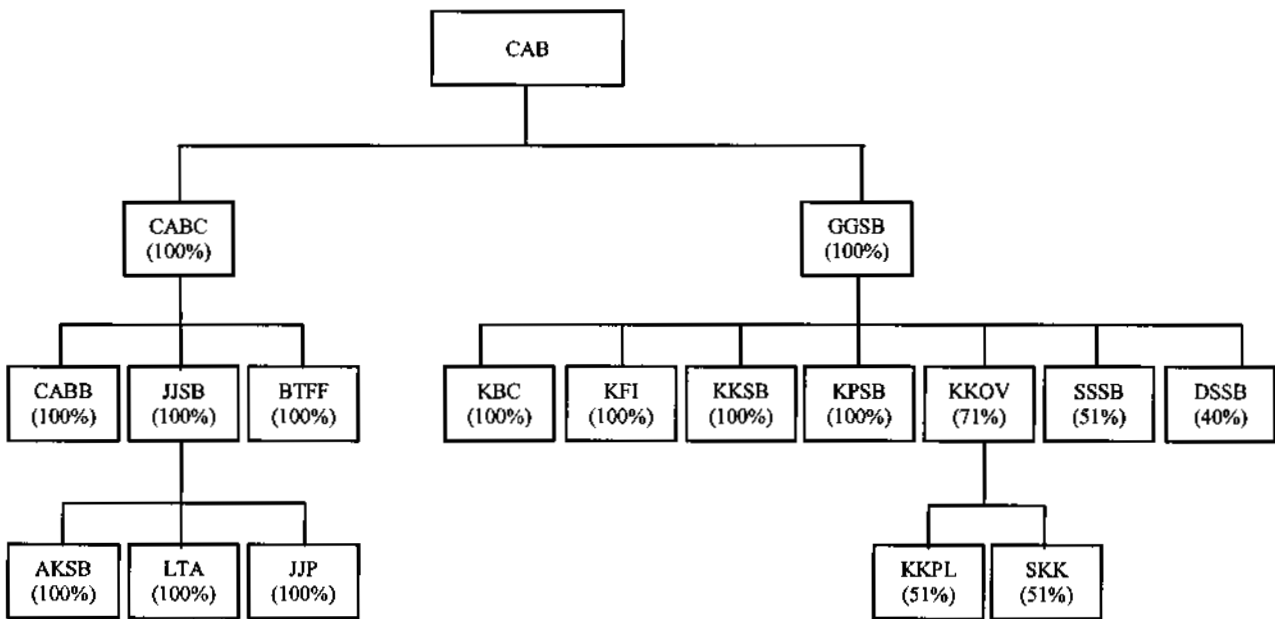 CAB
CABC
(100%)
GGSB
(100%)
CABB
(100%)
JJSB
(100%)
BTFF
(100%)
KBC
(100%)
KFI
(100%)
KKSB
(100%)
KPSB
(100%)
KKOV
(71%)
SSSB
(51%)
DSSB
(40%)
AKSB
(100%)
LTA
(100%)
JJP
(100%)
KKPL
(51%)
SKK
(51%)